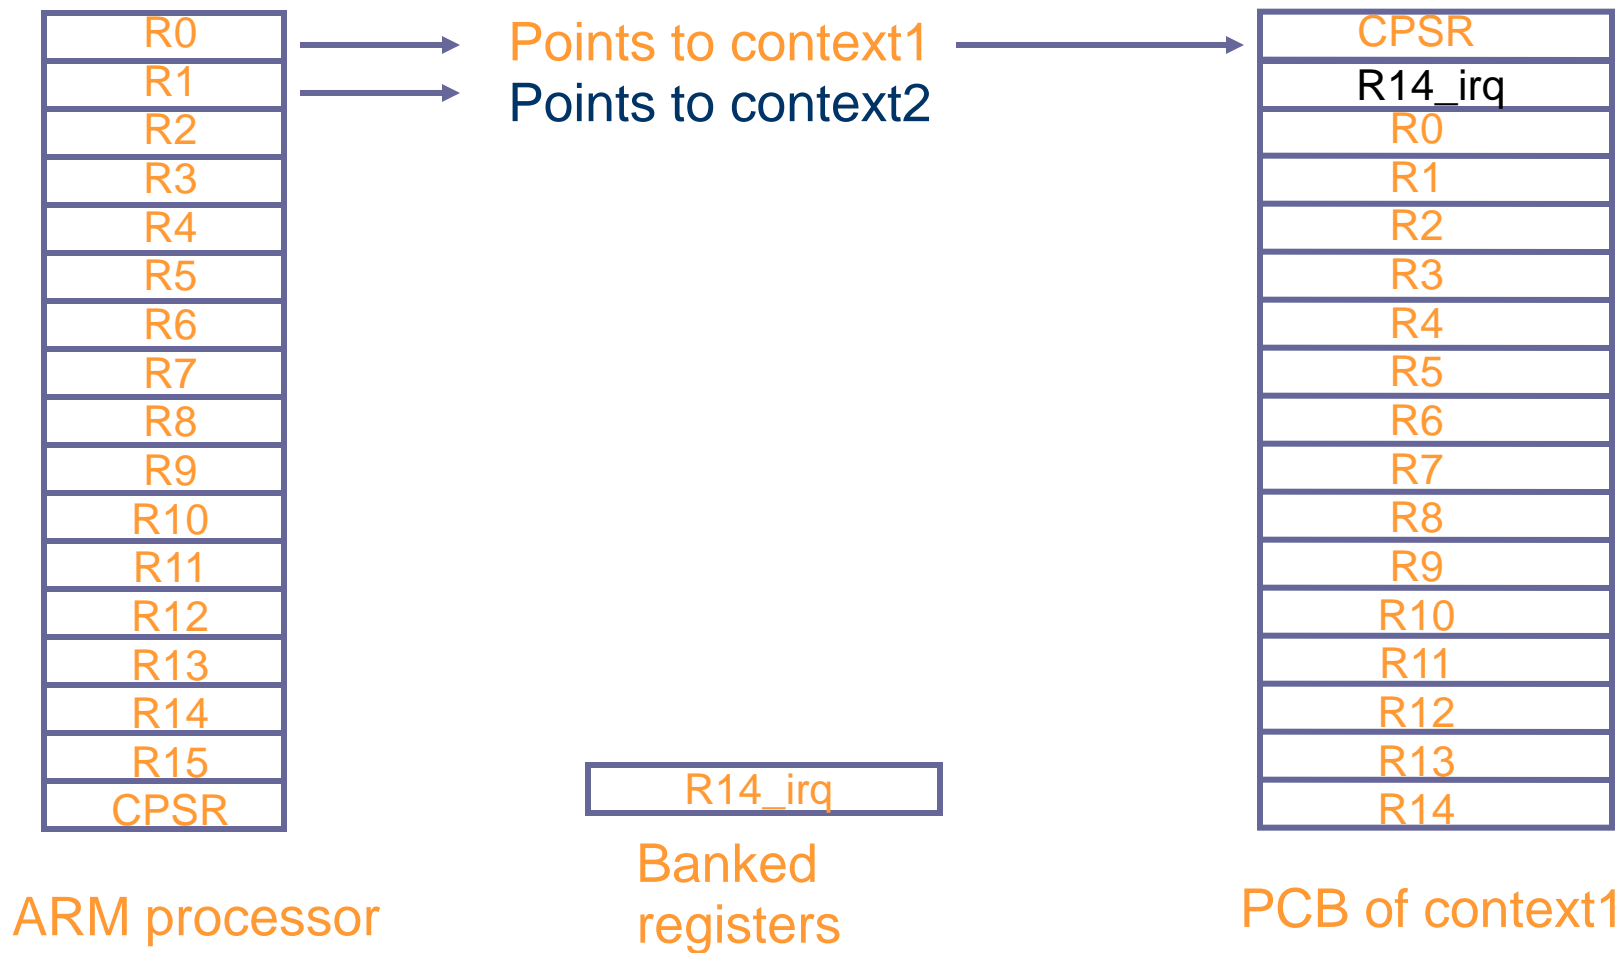 R0
R1
R2
R3
R4
R5
R6
R7
R8
R9
R10
R11
R12
R13
R14
R15
CPSR
ARM processor
Points to context1
Points to context2
R14_irq
Banked
registers
CPSR
R14_irq
R0
R1
R2
R3
R4
R5
R6
R7
R8
R9
R10
R11
R12
R13
R14
PCB of context1